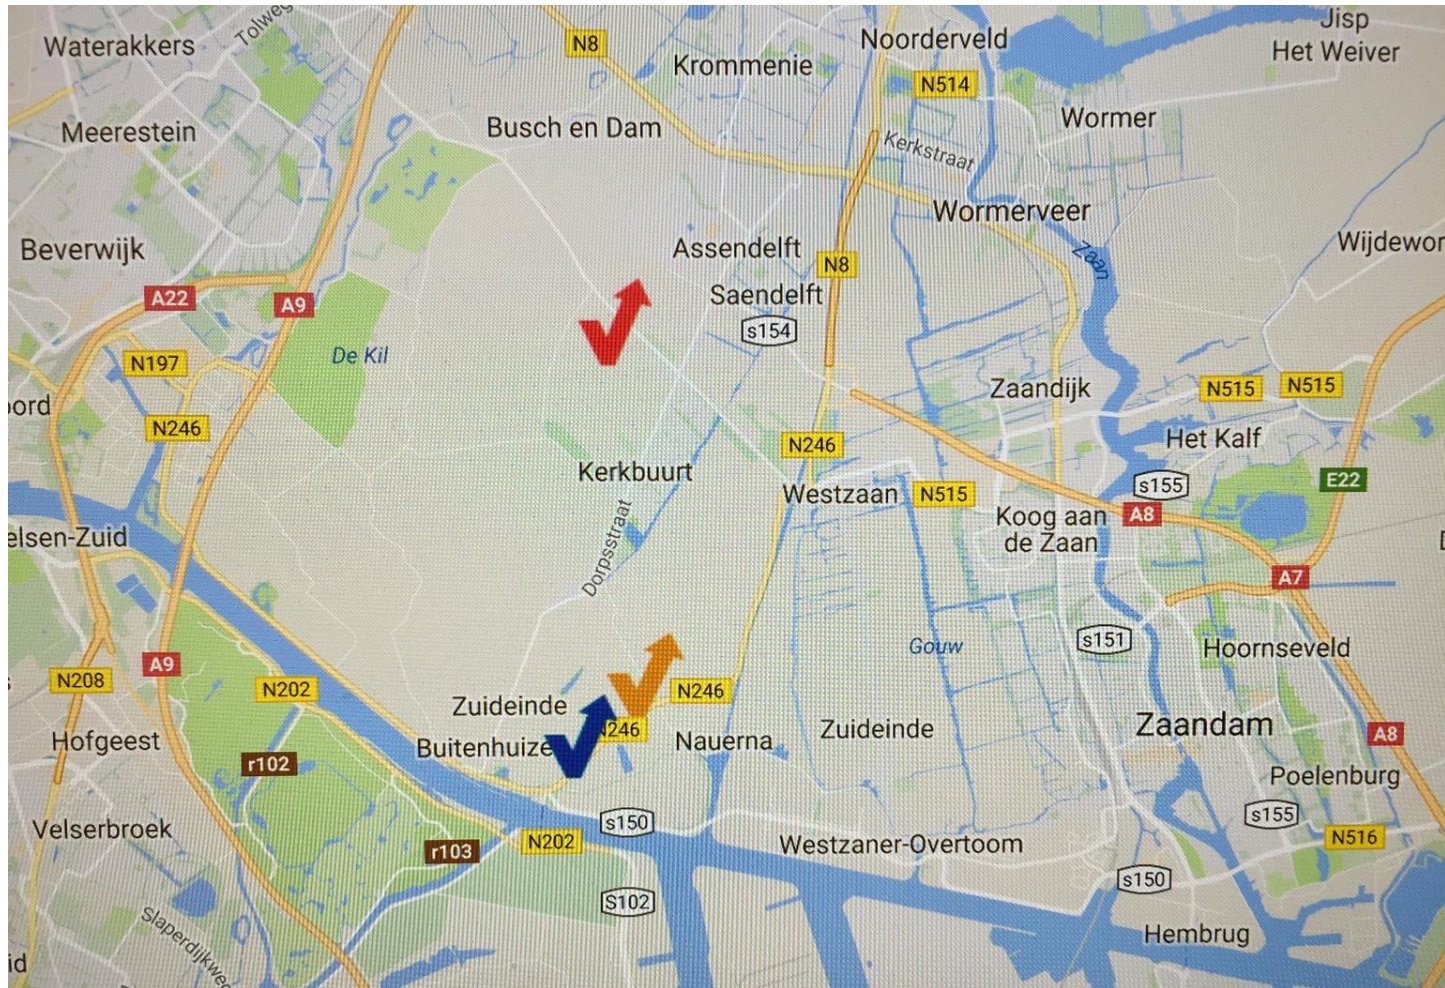 Waterakkers
Tolweg
N8
Krommenie
Noorderveld
Jisp
Het Weiver
N514
Meerestein
Busch en Dam
Wormer
Kerkstraat
Wormerveer
Beverwijk
Assendelft
N8
Zaan
Wijdewor
A22
A9
Saendelft
s154
De Kil
N197
Zaandijk
N515
N515
oord
N246
N246
Het Kalf
Kerkbuurt
Westzaan
N515
s155
E22
elsen-Zuid
Koog aan
de Zaan
A8
Dorpsstraat
A7
s151
Gouw
Hoornseveld
A9
N208
N202
Zuideinde
N246
Hofgeest
Buitenhuize
N246
Nauerna
Zuideinde
Zaandam
A8
r102
Poelenburg
Velserbroek
s150
s155
N202
r103
Westzaner-Overtoom
N516
s150
S102
Slaperdijkwe
Hembrug
id